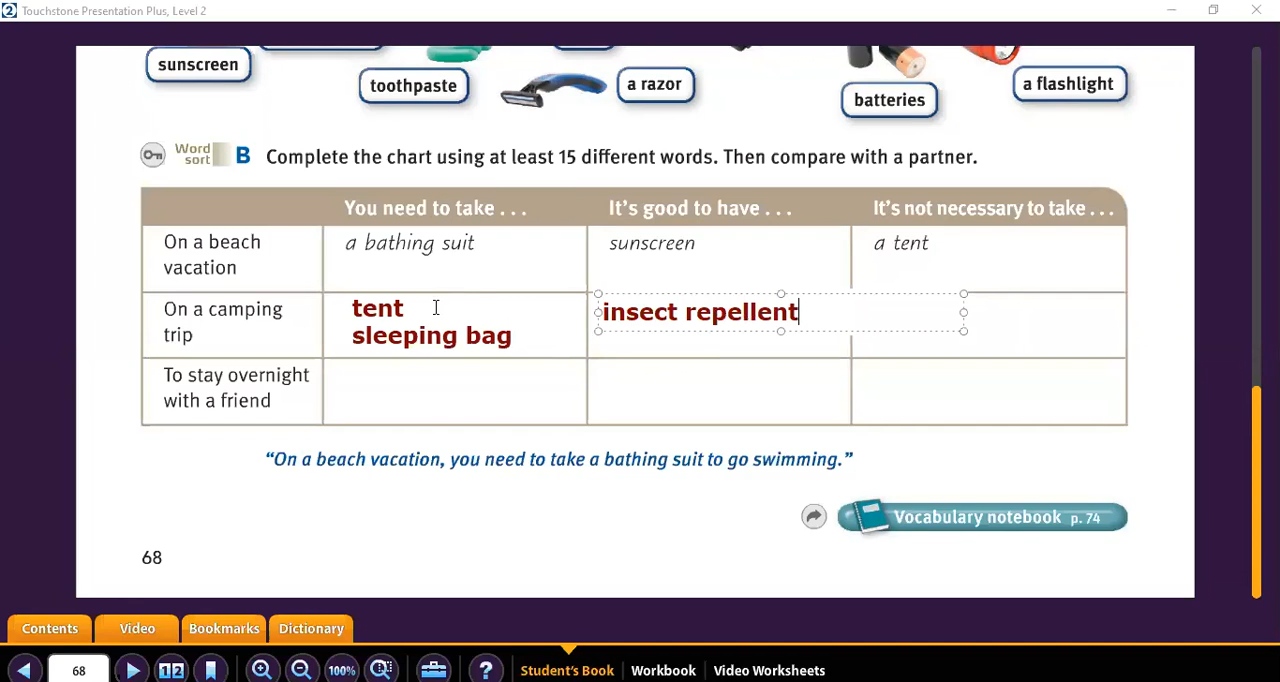 Touchstone Presentation Plus, Level 2
sunscreen
toothpaste
a razor
batteries
a flashlight
Word sort B Complete the chart using at least 15 different words. Then compare with a partner.
You need to take . . . It's good to have . . . It's not necessary to take . . .
On a beach vacation
a bathing suit
sunscreen
a tent
On a camping trip
tent
sleeping bag
insect repellent
To stay overnight with a friend
“On a beach vacation, you need to take a bathing suit to go swimming.”
Vocabulary notebook p. 74
68
Contents Video Bookmarks Dictionary
68 12 100% ? Student's Book Workbook Video Worksheets